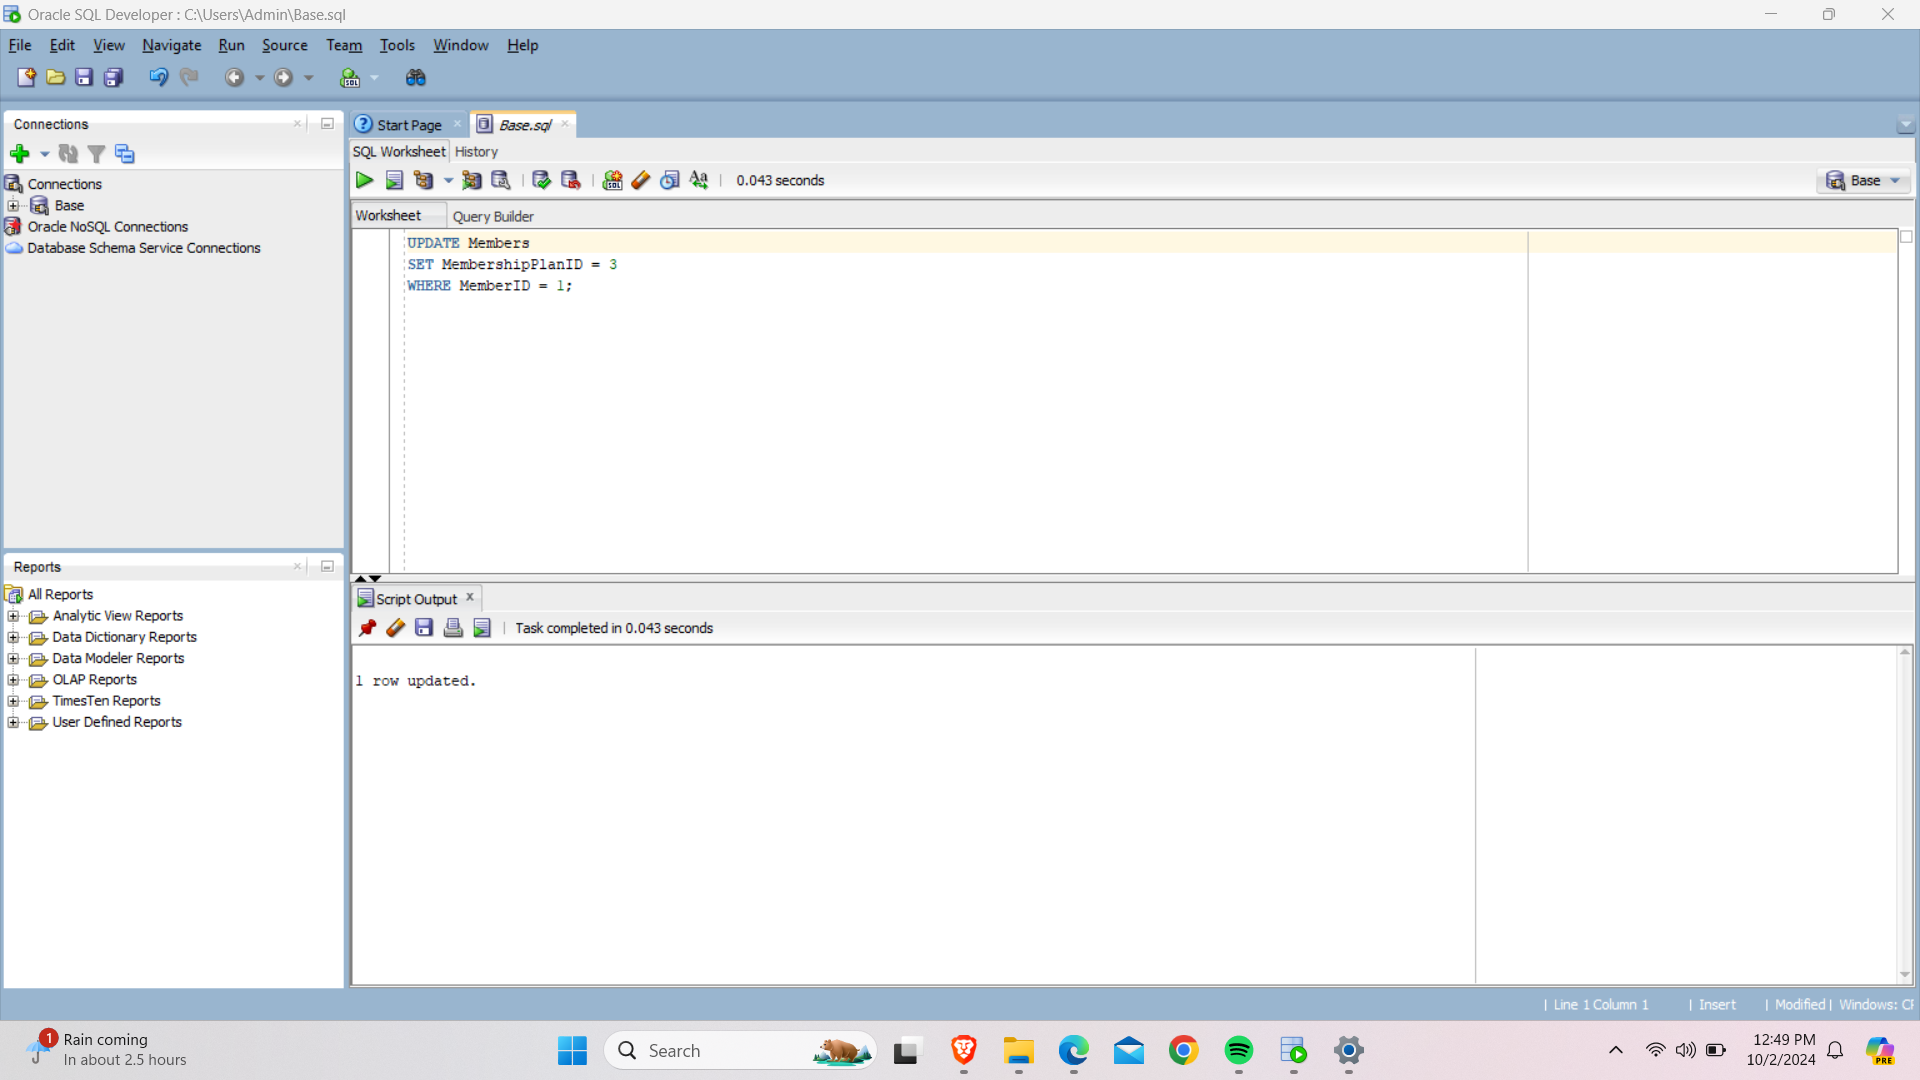 Oracle SQL Developer : C:\Users\Admin\Base.sql
File Edit View Navigate Run Source Team Tools Window Help
Connections
Connections
Base
Oracle NoSQL Connections
Database Schema Service Connections
Reports
All Reports
Analytic View Reports
Data Dictionary Reports
Data Modeler Reports
OLAP Reports
TimesTen Reports
User Defined Reports
Start Page Base.sql
SQL Worksheet History
0.043 seconds
Base
Worksheet Query Builder
UPDATE Members
SET MembershipPlanID = 3
WHERE MemberID = 1;
Script Output
Task completed in 0.043 seconds
1 row updated.
| Line 1 Column 1 | Insert | Modified | Windows:
1
Rain coming
In about 2.5 hours
Search
12:49 PM
10/2/2024
PRE